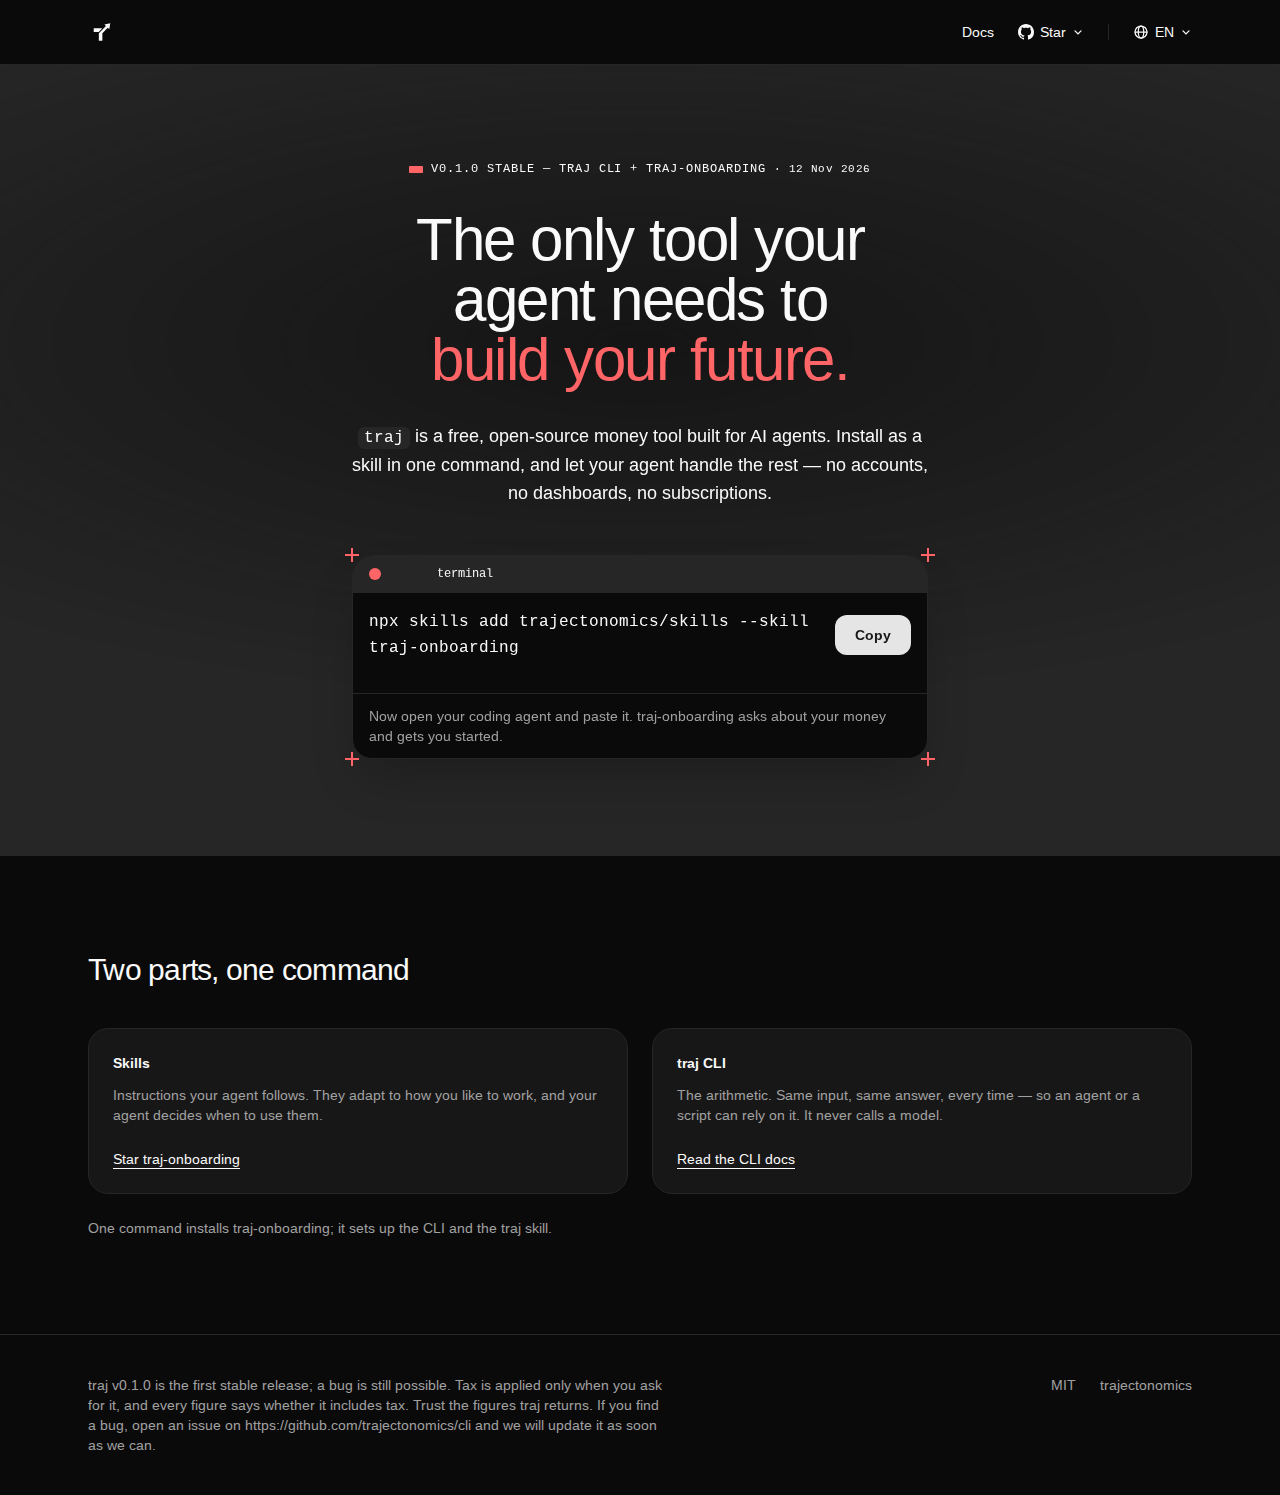 Docs
Star
EN
V0.1.0 STABLE — TRAJ CLI + TRAJ-ONBOARDING · 12 Nov 2026
The only tool your
agent needs to
build your future.
traj is a free, open-source money tool built for AI agents. Install as a
skill in one command, and let your agent handle the rest — no accounts,
no dashboards, no subscriptions.
terminal
npx skills add trajectonomics/skills --skill
traj-onboarding
Copy
Now open your coding agent and paste it. traj-onboarding asks about your money
and gets you started.
Two parts, one command
Skills
Instructions your agent follows. They adapt to how you like to work, and your
agent decides when to use them.
Star traj-onboarding
traj CLI
The arithmetic. Same input, same answer, every time — so an agent or a
script can rely on it. It never calls a model.
Read the CLI docs
One command installs traj-onboarding; it sets up the CLI and the traj skill.
traj v0.1.0 is the first stable release; a bug is still possible. Tax is applied only when you ask
for it, and every figure says whether it includes tax. Trust the figures traj returns. If you find
a bug, open an issue on https://github.com/trajectonomics/cli and we will update it as soon
as we can.
MIT
trajectonomics